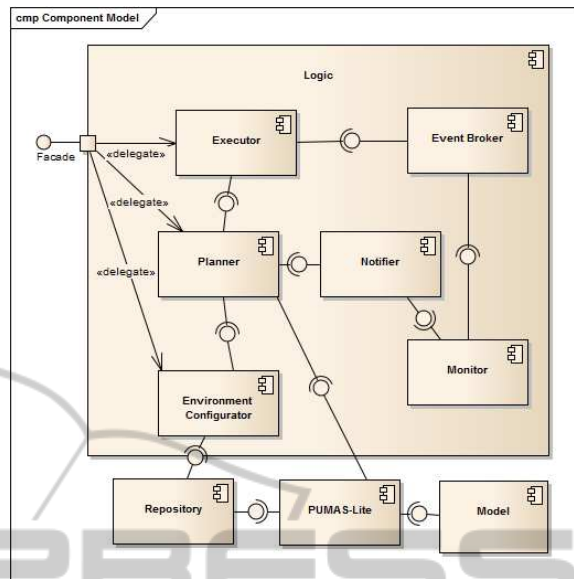 cmp Component Model
Logic
Executor
Event Broker
Facade
«delegate»
«delegate»
Planner
Notifier
«delegate»
Monitor
Environment
Configurator
Repository
PUMAS-Lite
Model